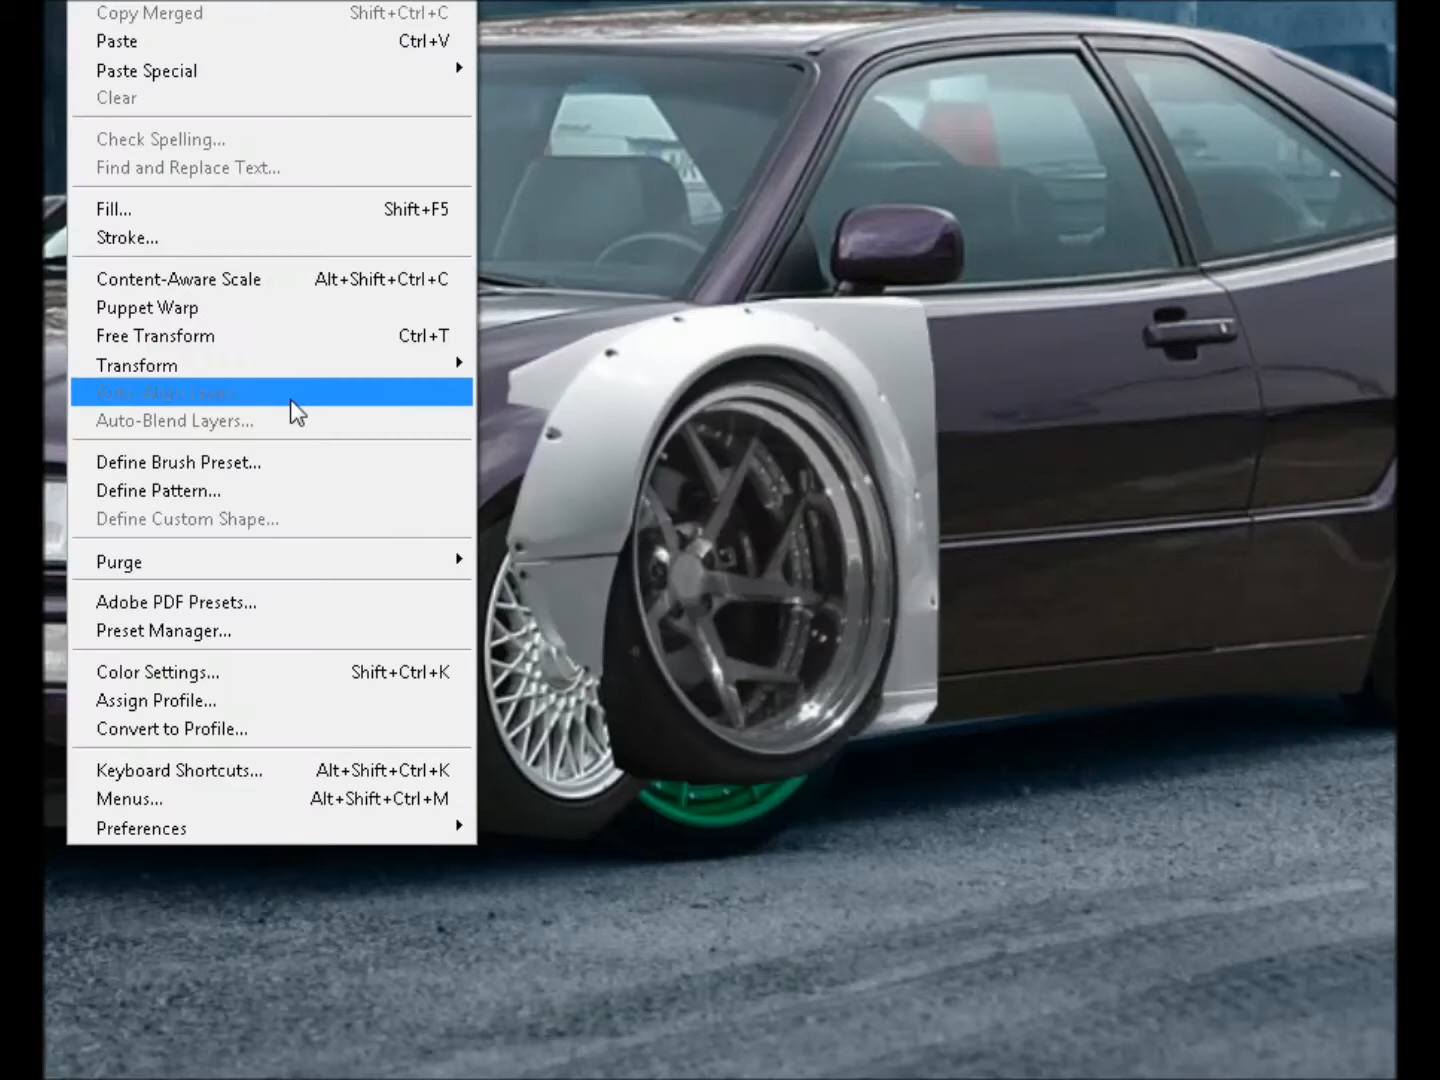 Copy Merged Shift+Ctrl+C
Paste Ctrl+V
Paste Special
Clear
Check Spelling...
Find and Replace Text...
Fill... Shift+F5
Stroke...
Content-Aware Scale Alt+Shift+Ctrl+C
Puppet Warp
Free Transform Ctrl+T
Transform
Auto-Align Layers...
Auto-Blend Layers...
Define Brush Preset...
Define Pattern...
Define Custom Shape...
Purge
Adobe PDF Presets...
Preset Manager...
Color Settings... Shift+Ctrl+K
Assign Profile...
Convert to Profile...
Keyboard Shortcuts... Alt+Shift+Ctrl+K
Menus... Alt+Shift+Ctrl+M
Preferences